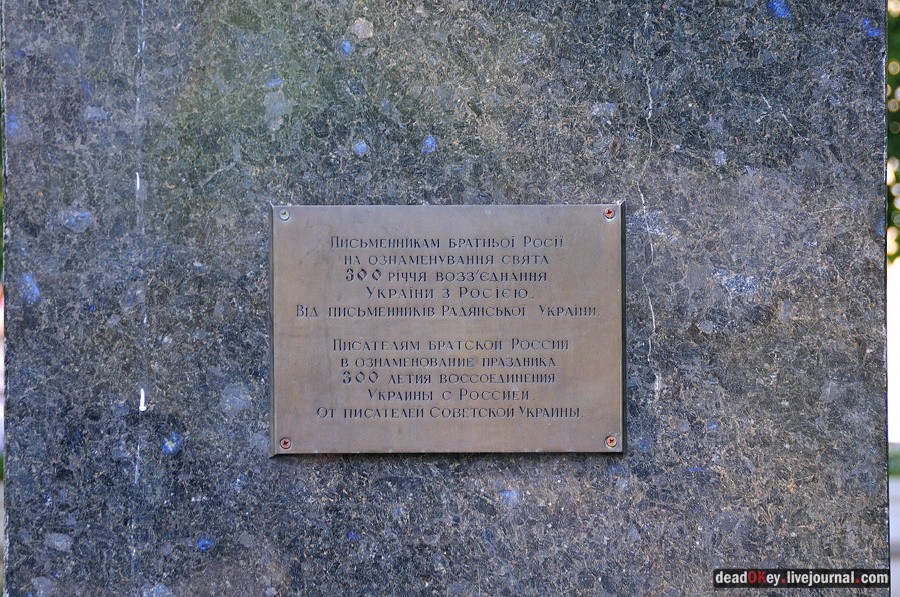 Письменникам братньої Росії
на ознаменування свята
300 річчя возз'єднання
України з Росією.
Від письменників Радянської України.
Писателям братской России
в ознаменование праздника
300 летия воссоединения
Украины с Россией.
От писателей Советской Украины.
deadOKey.livejournal.com